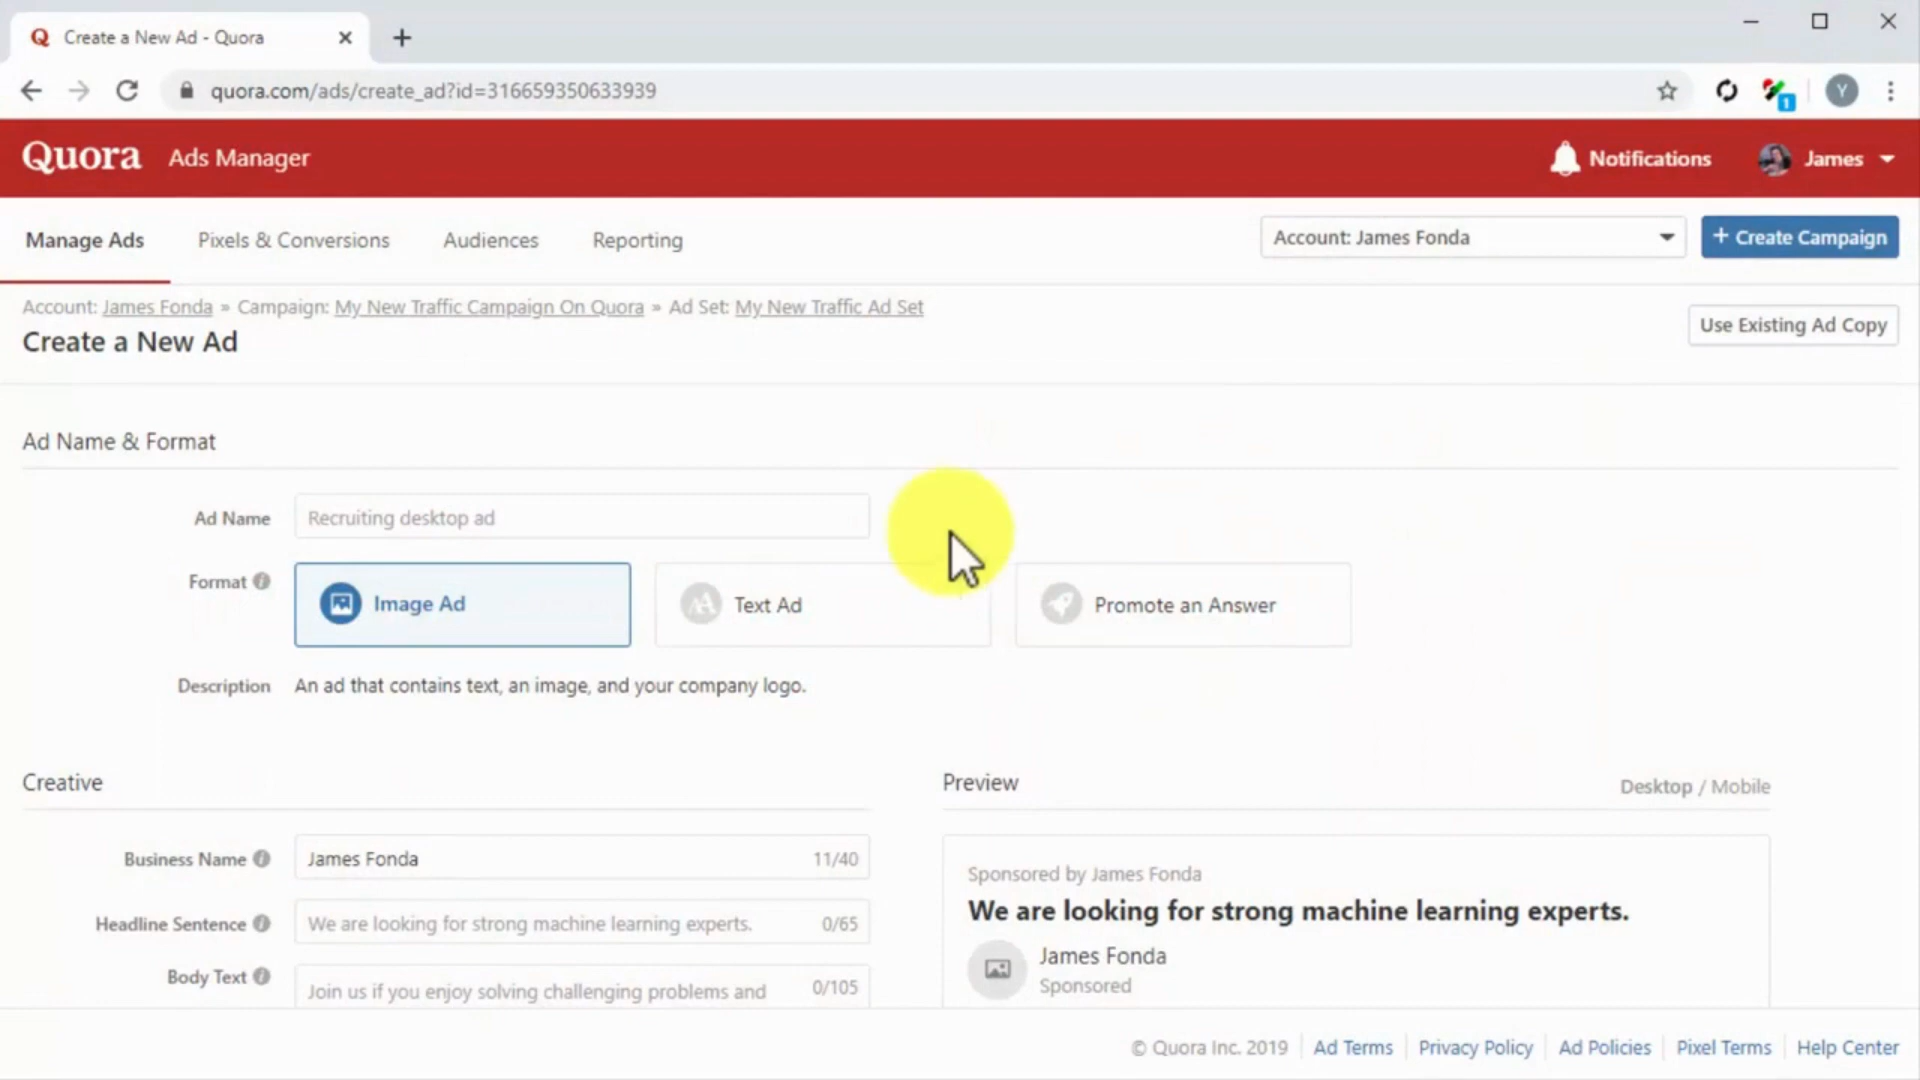 Create a New Ad - Quora
quora.com/ads/create_ad?id=316659350633939
1
Y
Quora Ads Manager
Notifications
James
Manage Ads
Pixels & Conversions
Audiences
Reporting
Account: James Fonda
+ Create Campaign
Account: James Fonda » Campaign: My New Traffic Campaign On Quora » Ad Set: My New Traffic Ad Set
Create a New Ad
Use Existing Ad Copy
Ad Name & Format
Ad Name
Recruiting desktop ad
Format
Image Ad
Text Ad
Promote an Answer
Description
An ad that contains text, an image, and your company logo.
Creative
Business Name
James Fonda
11/40
Headline Sentence
We are looking for strong machine learning experts.
0/65
Body Text
Join us if you enjoy solving challenging problems and
0/105
Preview
Desktop / Mobile
Sponsored by James Fonda
We are looking for strong machine learning experts.
James Fonda
Sponsored
© Quora Inc. 2019
Ad Terms
Privacy Policy
Ad Policies
Pixel Terms
Help Center